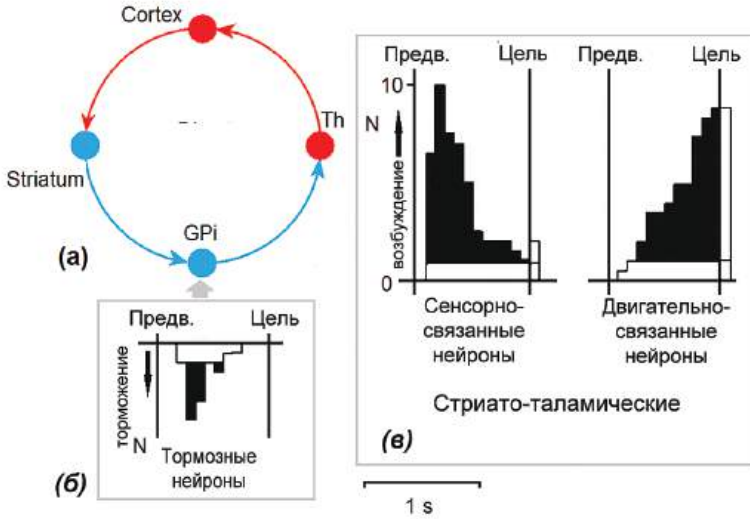 Cortex
Th
Striatum
GPi
(а)
Предв. Цель
торможение
N
Тормозные
нейроны
(б)
Предв. Цель Предв. Цель
10
N
возбуждение
0
Сенсорно-
связанные
нейроны
Двигательно-
связанные
нейроны
Стриато-таламические
(в)
1 s